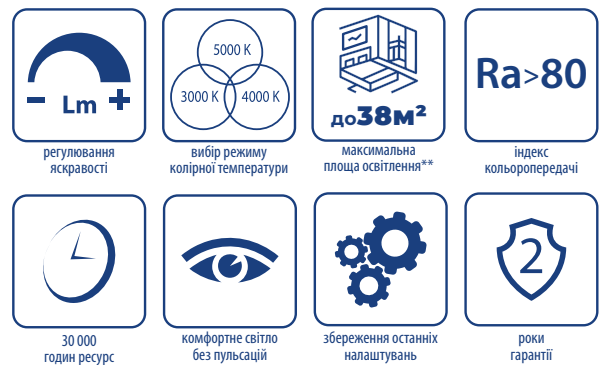 − Lm +
регулювання
яскравості
5000 K
3000 K
4000 K
вибір режиму
колірної температури
до38м²
максимальна
площа освітлення**
Ra>80
індекс
кольоропередачі
30 000
годин ресурс
комфортне світло
без пульсацій
збереження останніх
налаштувань
2
роки
гарантії